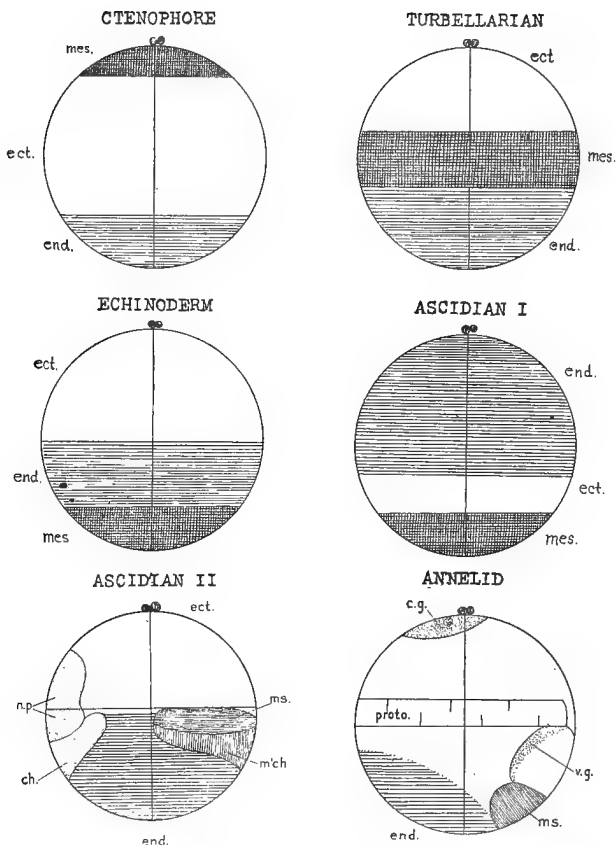 CTENOPHORE
mes.
ect.
end.
TURBELLARIAN
ect
mes.
end.
ECHINODERM
ect.
end.
mes
ASCIDIAN I
end.
ect.
mes.
ASCIDIAN II
ect.
n.p.
ms.
ch.
m'ch
end.
ANNELID
c.g.
proto.
v.g.
ms.
end.